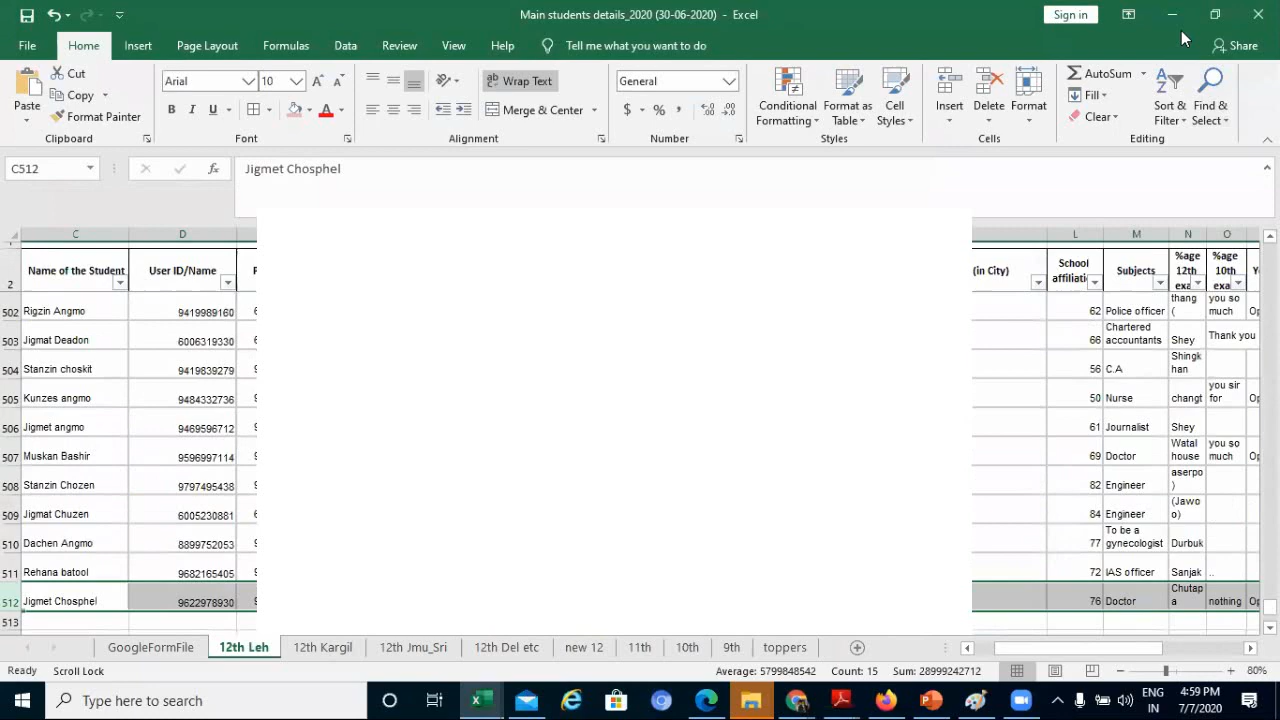 Main students details_2020 (30-06-2020) - Excel
Sign in
File Home Insert Page Layout Formulas Data Review View Help Tell me what you want to do Share
Paste Cut Copy Format Painter Clipboard
Arial 10 B I U A Font
Wrap Text Merge & Center Alignment
General $ % , Number
Conditional Formatting Format as Table Cell Styles Styles
Insert Delete Format Cells
AutoSum Fill Clear Sort & Filter Find & Select Editing
C512 fx Jigmet Chosphel
C D L M N O
2 Name of the Student User ID/Name P (in City) School affiliati Subjects %age 12th exa %age 10th exa Y
502 Rigzin Angmo 9419989160 6 62 Police officer thang ( you so much Op
503 Jigmat Deadon 6006319330 66 Chartered accountants Shey Thank you
504 Stanzin choskit 9419839279 56 C.A Shingk han
505 Kunzes angmo 9484332736 50 Nurse changt you sir for Op
506 Jigmet angmo 9469596712 61 Journalist Shey
507 Muskan Bashir 9596997114 69 Doctor Watal house you so much Op
508 Stanzin Chozen 9797495438 82 Engineer aserpo )
509 Jigmat Chuzen 6005230881 84 Engineer (Jawo o)
510 Dachen Angmo 8899752053 77 To be a gynecologist Durbuk
511 Rehana batool 9682165405 72 IAS officer Sanjak ..
512 Jigmet Chosphel 9622978930 76 Doctor Chutap a nothing Op
513
GoogleFormFile 12th Leh 12th Kargil 12th Jmu_Sri 12th Del etc new 12 11th 10th 9th toppers
Ready Scroll Lock Average: 5799848542 Count: 15 Sum: 28999242712 80%
Type here to search ENG IN 4:59 PM 7/7/2020